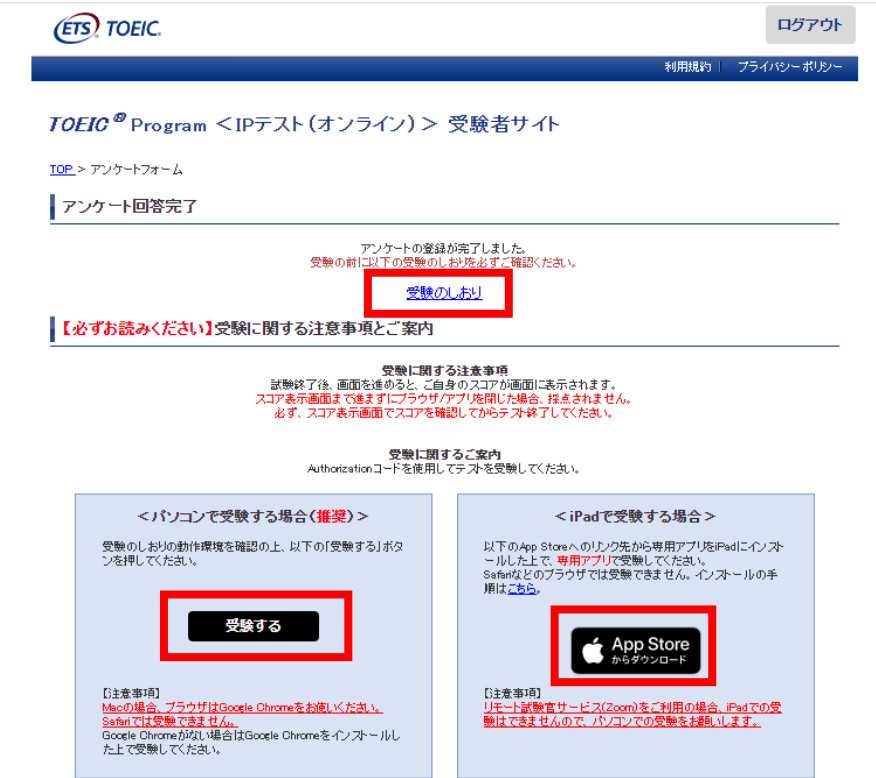 ETS TOEIC.
ログアウト
利用規約 | プライバシーポリシー
TOEIC® Program ＜IPテスト（オンライン）＞ 受験者サイト
TOP > アンケートフォーム
アンケート回答完了
アンケートの登録が完了しました。
受験の前に以下の受験のしおりを必ずご確認ください。
受験のしおり
【必ずお読みください】受験に関する注意事項とご案内
受験に関する注意事項
試験終了後、画面を進めると、ご自身のスコアが画面に表示されます。
スコア表示画面まで進まずにブラウザ/アプリを閉じた場合、採点されません。
必ず、スコア表示画面でスコアを確認してからテスト終了してください。
受験に関するご案内
Authorizationコードを使用してテストを受験してください。
＜パソコンで受験する場合（推奨）＞
受験のしおりの動作環境を確認の上、以下の「受験する」ボタ
ンを押してください。
受験する
【注意事項】
Macの場合、ブラウザはGoogle Chromeをお使いください。
Safariでは受験できません。
Google Chromeがない場合はGoogle Chromeをインストールし
た上で受験してください。
＜iPadで受験する場合＞
以下のApp Storeへのリンク先から専用アプリをiPadにインスト
ールした上で、専用アプリで受験してください。
Safariなどのブラウザでは受験できません。インストールの手
順はこちら。
App Store
からダウンロード
【注意事項】
リモート試験官サービス(Zoom)をご利用の場合、iPadでの受
験はできませんので、パソコンでの受験をお願いします。